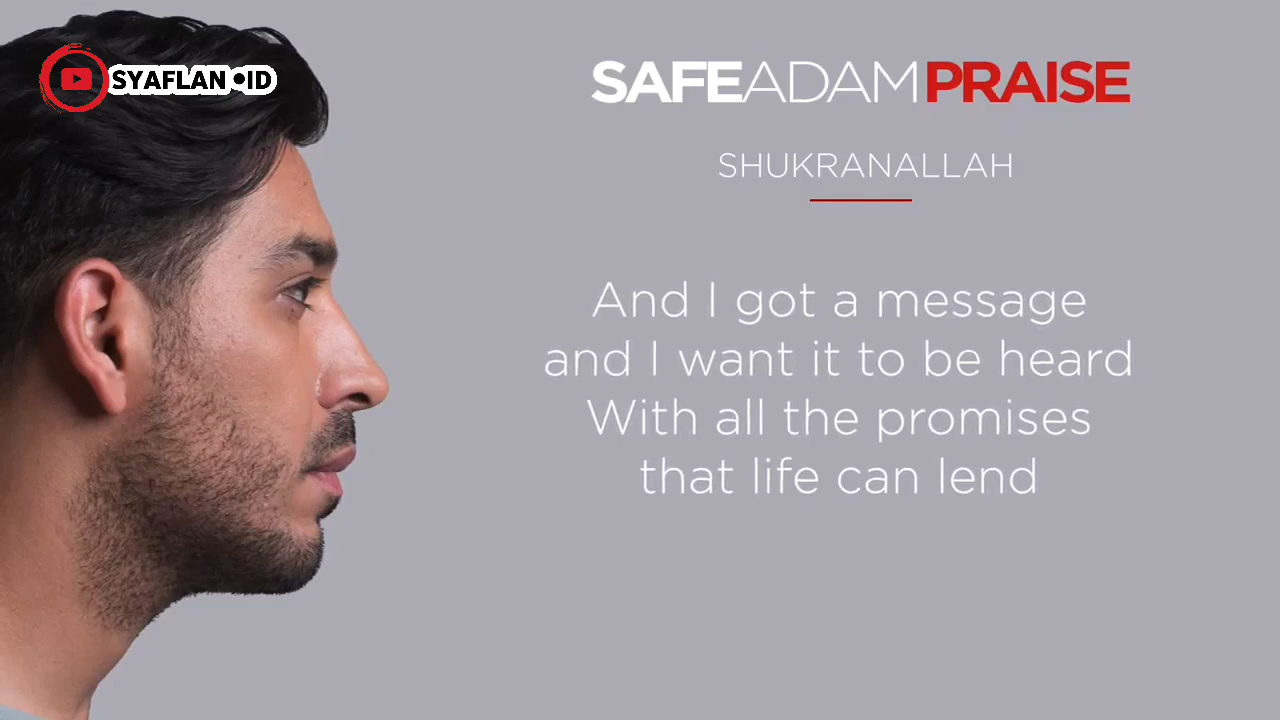 SYAFLAN ID
SAFEADAMPRAISE
SHUKRANALLAH
And I got a message
and I want it to be heard
With all the promises
that life can lend